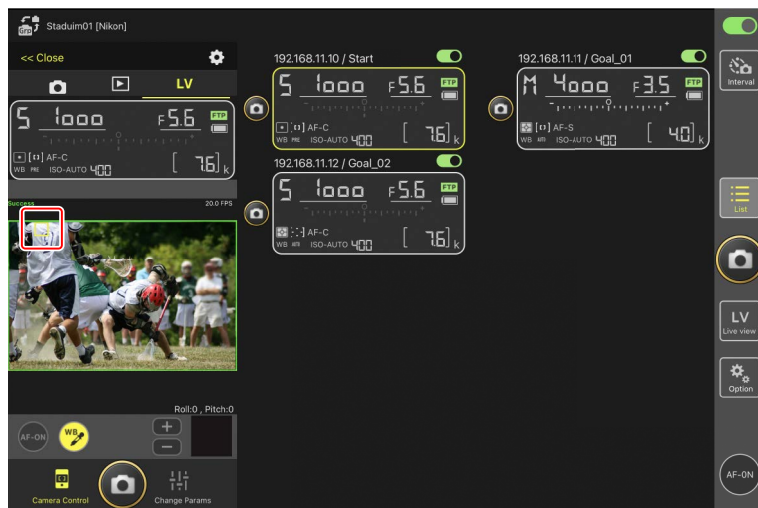 Grp Staduim01 [Nikon]
<< Close
LV
S 1000 F5.6 FTP
AF-C
WB PRE ISO-AUTO 400 [ 7.6] k
Success 20.0 FPS
Roll:0 , Pitch:0
AF-ON WB + −
Camera Control Change Params
192.168.11.10 / Start
S 1000 F5.6 FTP
AF-C
WB PRE ISO-AUTO 400 [ 7.6] k
192.168.11.11 / Goal_01
M 4000 F3.5 FTP
AF-S
WB AUTO ISO-AUTO 400 [ 4.0] k
192.168.11.12 / Goal_02
S 1000 F5.6 FTP
AF-C
WB AUTO ISO-AUTO 400 [ 7.6] k
Interval
List
LV
Live view
Option
AF-ON